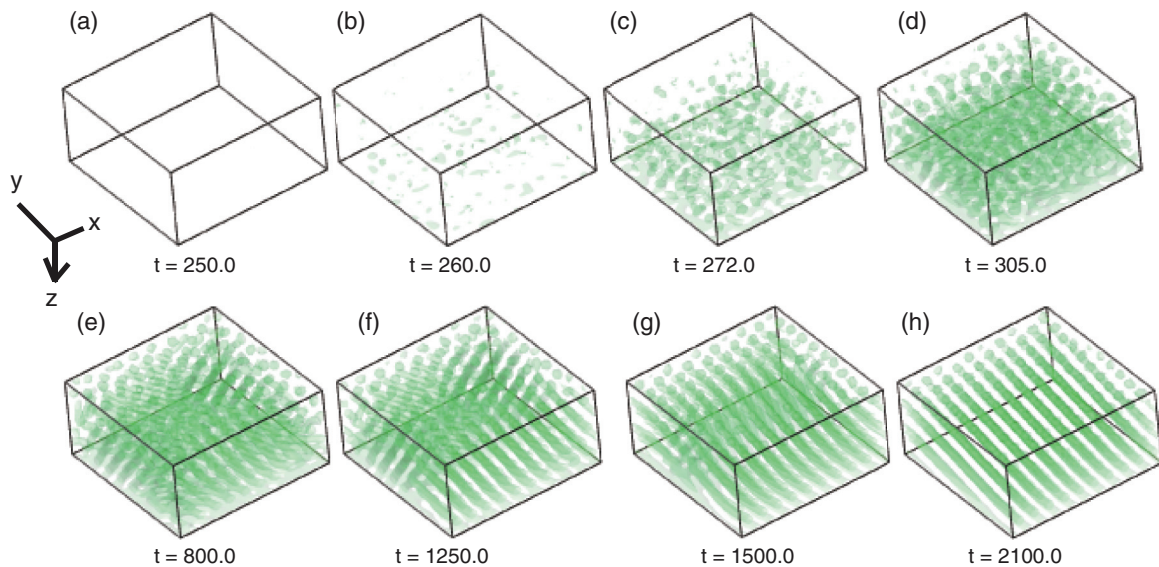 (a)
(b)
(c)
(d)
y
x
z
t = 250.0
t = 260.0
t = 272.0
t = 305.0
(e)
(f)
(g)
(h)
t = 800.0
t = 1250.0
t = 1500.0
t = 2100.0